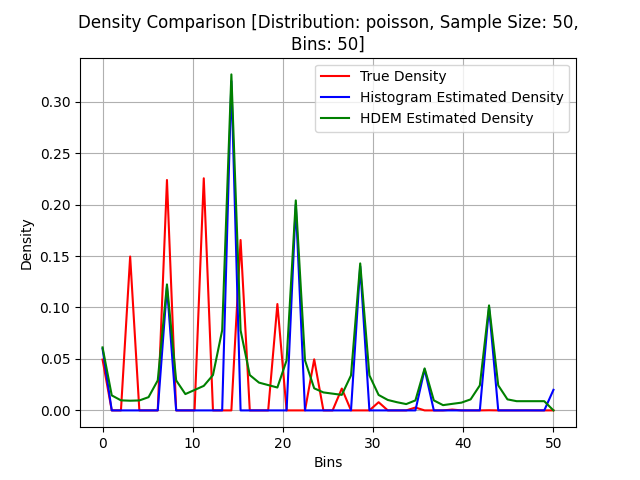 Density Comparison [Distribution: poisson, Sample Size: 50,
Bins: 50]
True Density
Histogram Estimated Density
HDEM Estimated Density
Density
0.30
0.25
0.20
0.15
0.10
0.05
0.00
0 10 20 30 40 50
Bins